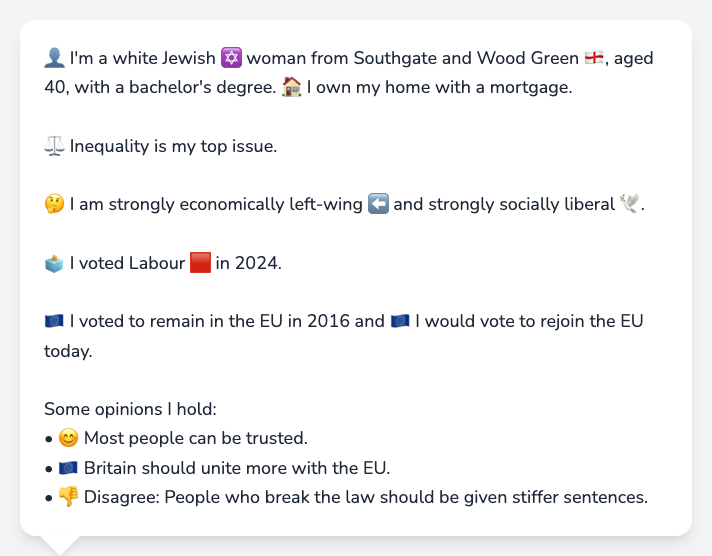 👤 I'm a white Jewish 🔯 woman from Southgate and Wood Green 🏴󠁧󠁢󠁥󠁮󠁧󠁿, aged
40, with a bachelor's degree. 🏠 I own my home with a mortgage.
⚖️ Inequality is my top issue.
🤔 I am strongly economically left-wing ⬅️ and strongly socially liberal 🕊️.
🗳️ I voted Labour 🟥 in 2024.
🇪🇺 I voted to remain in the EU in 2016 and 🇪🇺 I would vote to rejoin the EU
today.
Some opinions I hold:
• 😊 Most people can be trusted.
• 🇪🇺 Britain should unite more with the EU.
• 👎 Disagree: People who break the law should be given stiffer sentences.